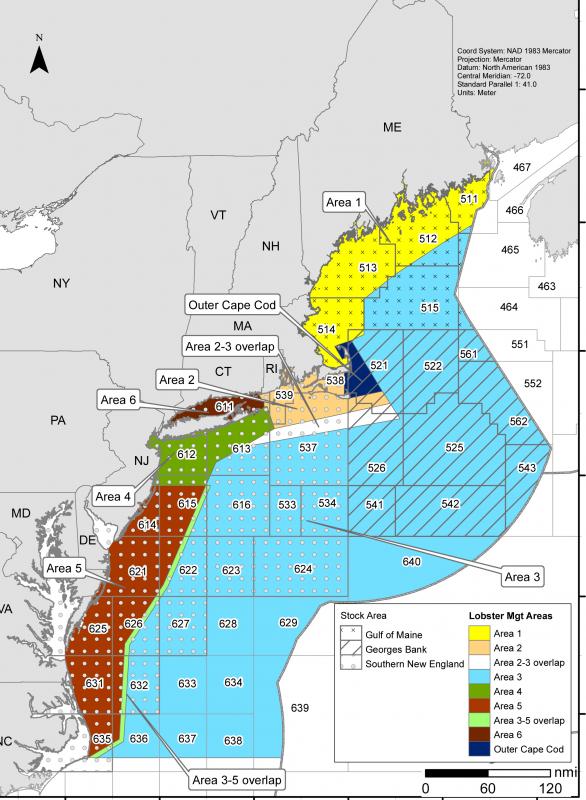 N
Coord System: NAD 1983 Mercator
Projection: Mercator
Datum: North American 1983
Central Meridian: -72.0
Standard Parallel 1: 41.0
Units: Meter
ME
467
511
466
VT
Area 1
512
465
NH
513
463
NY
515
464
Outer Cape Cod
514
MA
551
Area 2-3 overlap
561
521
522
CT
RI
538
552
Area 2
539
Area 6
611
562
PA
613
537
525
NJ
612
526
543
Area 4
615
616
533
534
541
542
MD
614
DE
640
Area 5
621
622
623
624
Area 3
VA
625
626
627
628
629
631
632
633
634
639
NC
635
636
637
638
Area 3-5 overlap
Stock Area
Gulf of Maine
Georges Bank
Southern New England
Lobster Mgt Areas
Area 1
Area 2
Area 2-3 overlap
Area 3
Area 4
Area 5
Area 3-5 overlap
Area 6
Outer Cape Cod
nmi
0 60 120